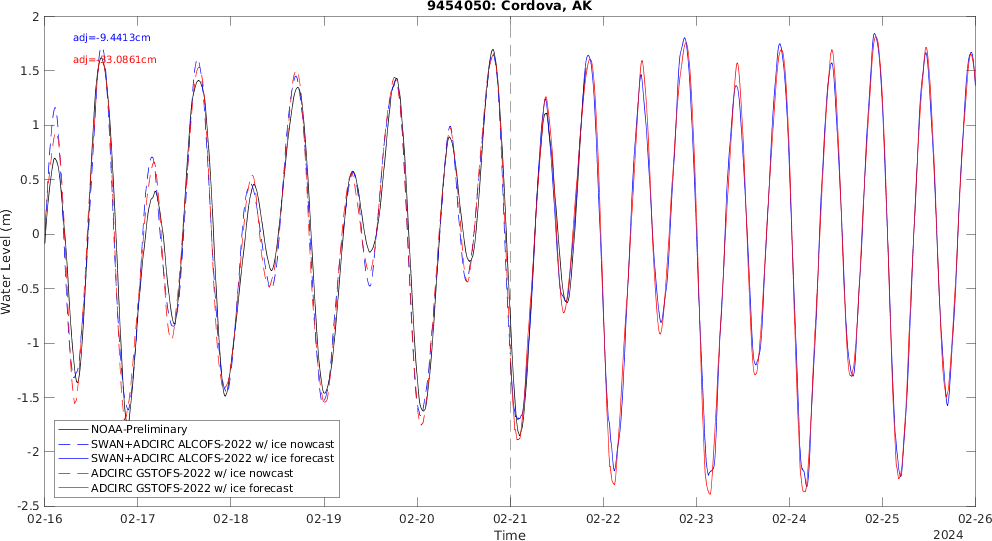 9454050: Cordova, AK
adj=-9.4413cm
2
1.5
1
0.5
0
-0.5
-1
-1.5
-2
-2.5
Water Level (m)
NOAA-Preliminary
SWAN+ADCIRC ALCOFS-2022 w/ ice nowcast
SWAN+ADCIRC ALCOFS-2022 w/ ice forecast
ADCIRC GSTOFS-2022 w/ ice nowcast
ADCIRC GSTOFS-2022 w/ ice forecast
02-16 02-17 02-18 02-19 02-20 02-21 02-22 02-23 02-24 02-25 02-26
Time
2024